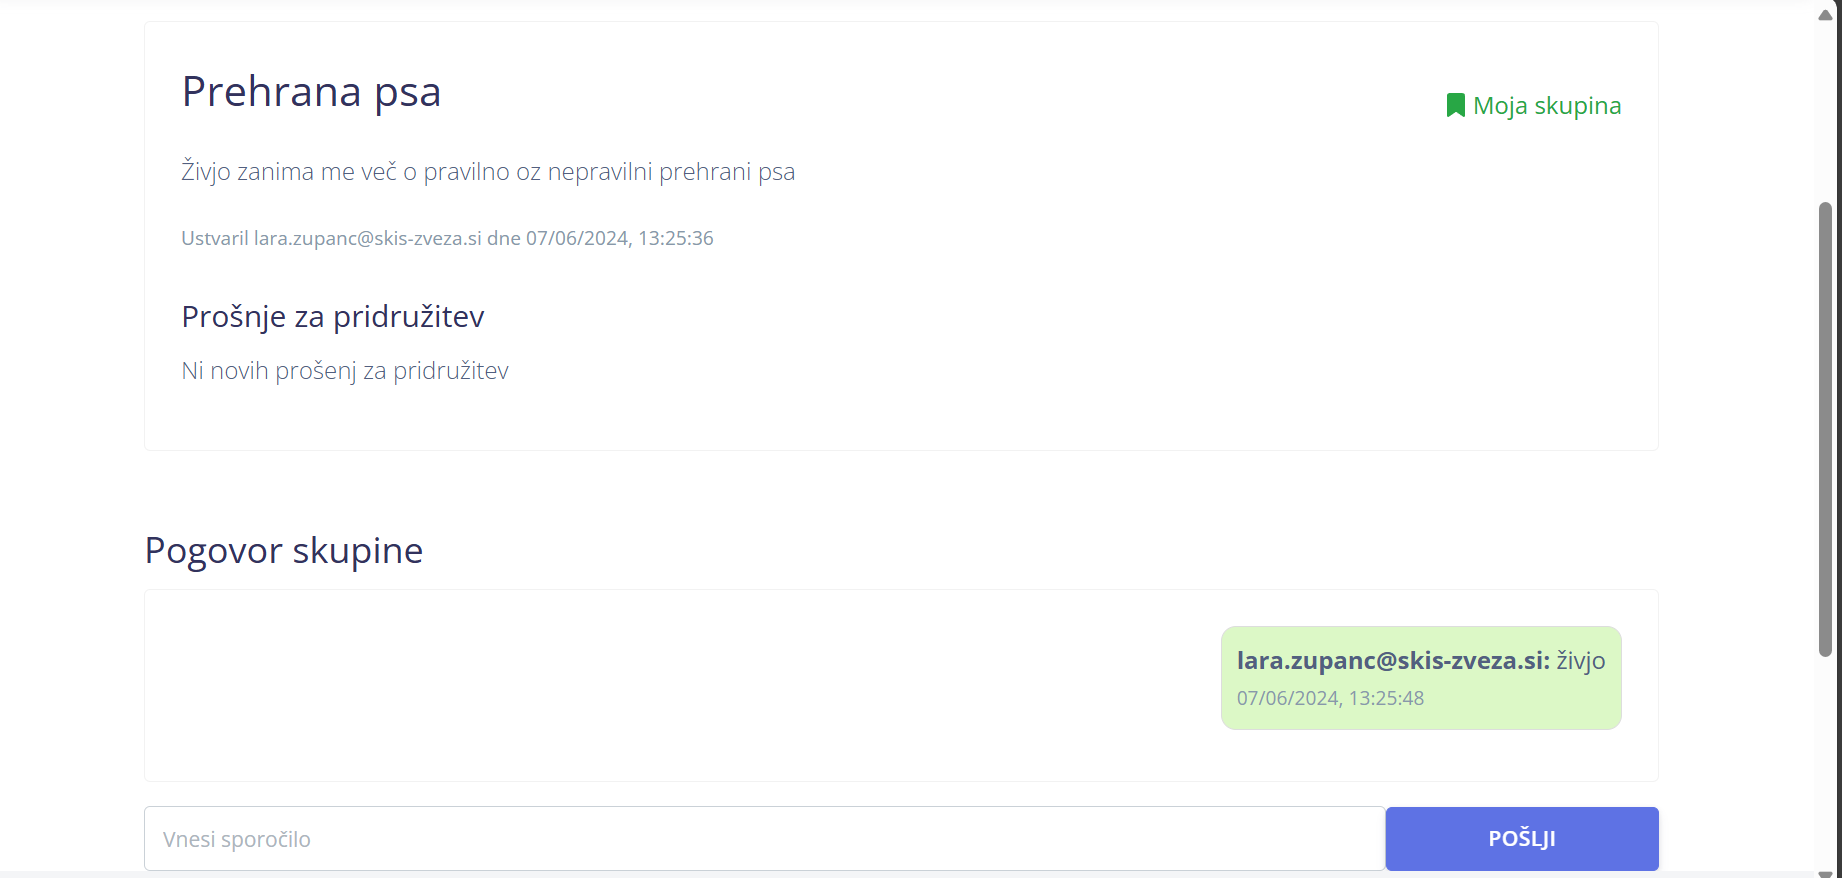 Prehrana psa
Moja skupina
Živjo zanima me več o pravilno oz nepravilni prehrani psa
Ustvaril lara.zupanc@skis-zveza.si dne 07/06/2024, 13:25:36
Prošnje za pridružitev
Ni novih prošenj za pridružitev
Pogovor skupine
lara.zupanc@skis-zveza.si: živjo
07/06/2024, 13:25:48
Vnesi sporočilo
POŠLJI